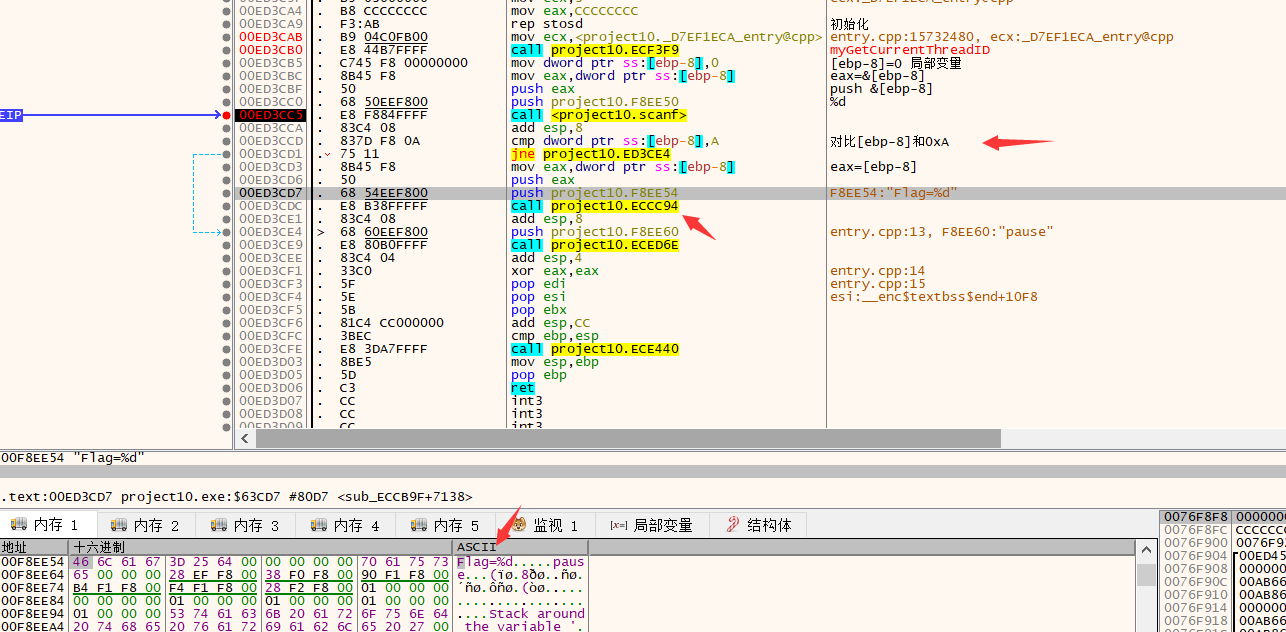 00ED3CA4 . B8 CCCCCCCC mov eax,CCCCCCCC
00ED3CA9 . F3:AB rep stosd 初始化
00ED3CAB . B9 04C0FB00 mov ecx,<project10._D7EF1ECA_entry@cpp> entry.cpp:15732480, ecx:_D7EF1ECA_entry@cpp
00ED3CB0 . E8 44B7FFFF call project10.ECF3F9 myGetCurrentThreadID
00ED3CB5 . C745 F8 00000000 mov dword ptr ss:[ebp-8],0 [ebp-8]=0 局部变量
00ED3CBC . 8B45 F8 mov eax,dword ptr ss:[ebp-8] eax=&[ebp-8]
00ED3CBF . 50 push eax push &[ebp-8]
00ED3CC0 . 68 50EEF800 push project10.F8EE50 %d
EIP 00ED3CC5 . E8 F884FFFF call <project10.scanf>
00ED3CCA . 83C4 08 add esp,8
00ED3CCD . 837D F8 0A cmp dword ptr ss:[ebp-8],A 对比[ebp-8]和0xA
00ED3CD1 . 75 11 jne project10.ED3CE4
00ED3CD3 . 8B45 F8 mov eax,dword ptr ss:[ebp-8] eax=[ebp-8]
00ED3CD6 . 50 push eax
00ED3CD7 . 68 54EEF800 push project10.F8EE54 F8EE54:"Flag=%d"
00ED3CDC . E8 B38FFFFF call project10.ECCC94
00ED3CE1 . 83C4 08 add esp,8
00ED3CE4 > 68 60EEF800 push project10.F8EE60 entry.cpp:13, F8EE60:"pause"
00ED3CE9 . E8 80B0FFFF call project10.ECED6E
00ED3CEE . 83C4 04 add esp,4
00ED3CF1 . 33C0 xor eax,eax entry.cpp:14
00ED3CF3 . 5F pop edi entry.cpp:15
00ED3CF4 . 5E pop esi esi:__enc$textbss$end+10F8
00ED3CF5 . 5B pop ebx
00ED3CF6 . 81C4 CC000000 add esp,CC
00ED3CFC . 3BEC cmp ebp,esp
00ED3CFE . E8 3DA7FFFF call project10.ECE440
00ED3D03 . 8BE5 mov esp,ebp
00ED3D05 . 5D pop ebp
00ED3D06 . C3 ret
00ED3D07 . CC int3
00ED3D08 . CC int3
00ED3D09 . CC int3
00F8EE54 "Flag=%d"
.text:00ED3CD7 project10.exe:$63CD7 #80D7 <sub_ECCB9F+7138>
内存 1 内存 2 内存 3 内存 4 内存 5 监视 1 [x=] 局部变量 结构体
地址 十六进制 ASCII
00F8EE54 46 6C 61 67 3D 25 64 00 00 00 00 00 70 61 75 73 Flag=%d.....paus
00F8EE64 65 00 00 00 28 EF F8 00 38 F0 F8 00 90 F1 F8 00 e...(ïø.8ðø..ñø.
00F8EE74 B4 F1 F8 00 F4 F1 F8 00 28 F2 F8 00 01 00 00 00 ´ñø.ôñø.(òø.....
00F8EE84 00 00 00 00 01 00 00 00 01 00 00 00 01 00 00 00 ................
00F8EE94 01 00 00 00 53 74 61 63 6B 20 61 72 6F 75 6E 64 ....Stack around
00F8EEA4 20 74 68 65 20 76 61 72 69 61 62 6C 65 20 27 00  the variable '.
0076F8F8 0000000
0076F8FC CCCCCCC
0076F900 0076F9
0076F904 00ED45
0076F908 000000
0076F90C 00AB66
0076F910 00AB86
0076F914 000000
0076F918 00AB66